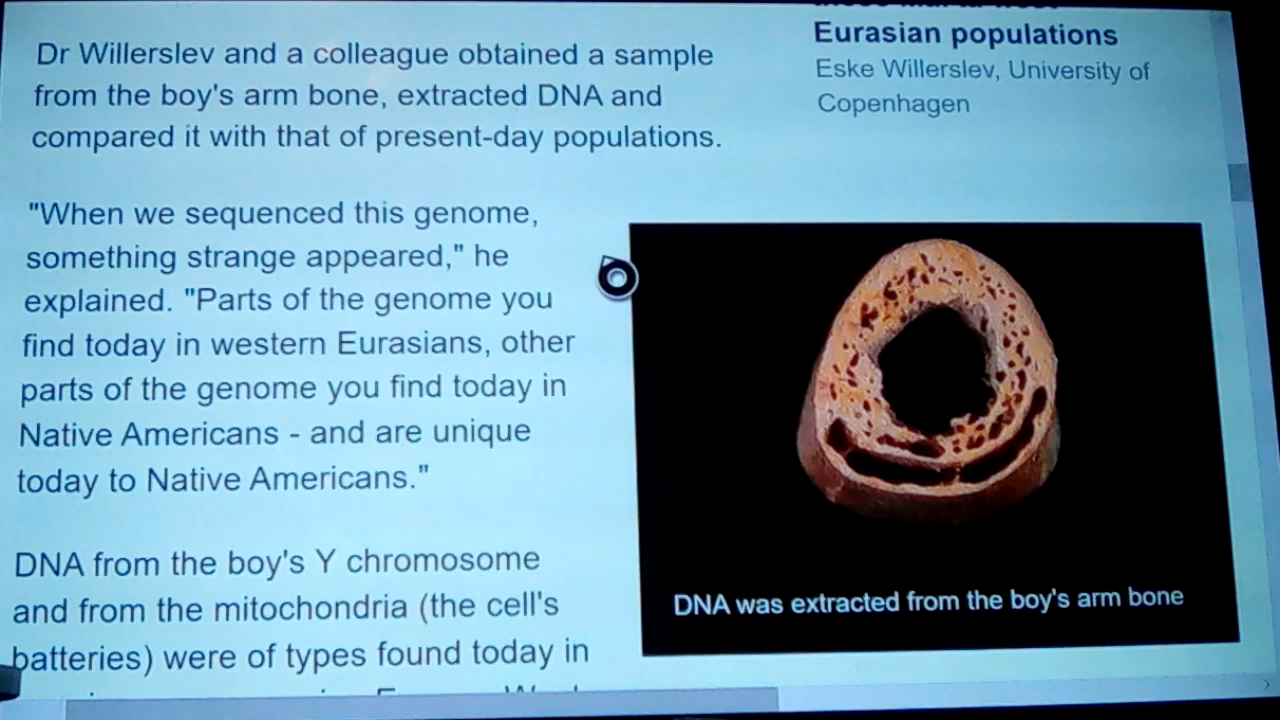 Dr Willerslev and a colleague obtained a sample
from the boy's arm bone, extracted DNA and
compared it with that of present-day populations.
"When we sequenced this genome,
something strange appeared," he
explained. "Parts of the genome you
find today in western Eurasians, other
parts of the genome you find today in
Native Americans - and are unique
today to Native Americans."
DNA from the boy's Y chromosome
and from the mitochondria (the cell's
batteries) were of types found today in
Eurasian populations
Eske Willerslev, University of
Copenhagen
DNA was extracted from the boy's arm bone